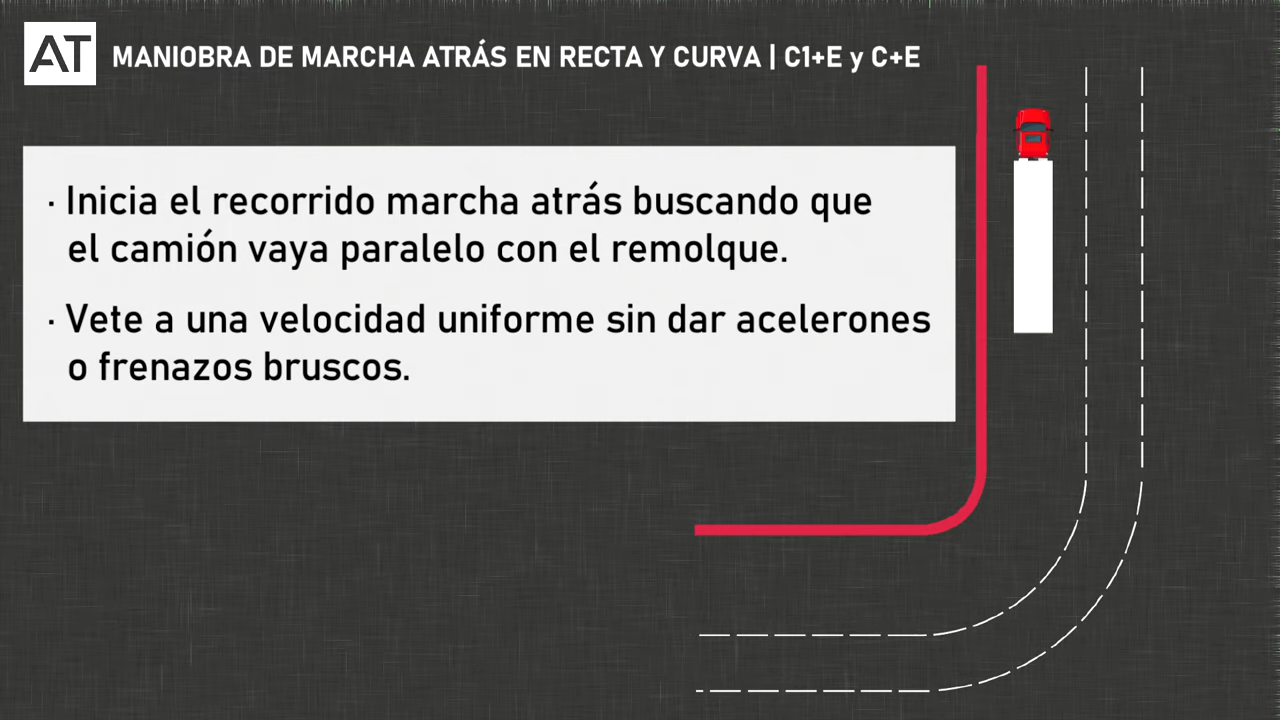 AT
MANIOBRA DE MARCHA ATRÁS EN RECTA Y CURVA | C1+E y C+E
· Inicia el recorrido marcha atrás buscando que
el camión vaya paralelo con el remolque.
· Vete a una velocidad uniforme sin dar acelerones
o frenazos bruscos.